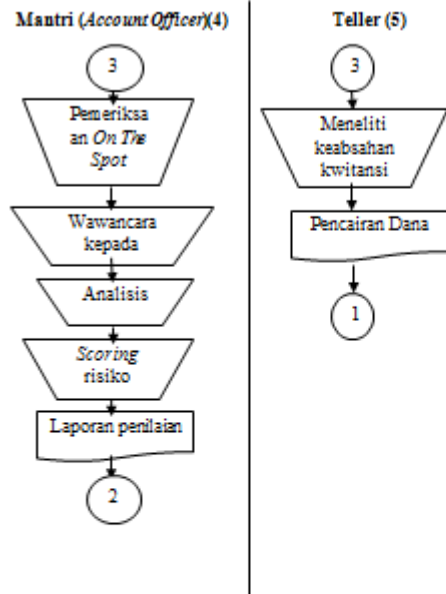 Mantri (Account Officer)(4)
3
Pemeriksa
an On The
Spot
Wawancara
kepada
Analisis
Scoring
risiko
Laporan penilaian
2
Teller (5)
3
Meneliti
keabsahan
kwitansi
Pencairan Dana
1